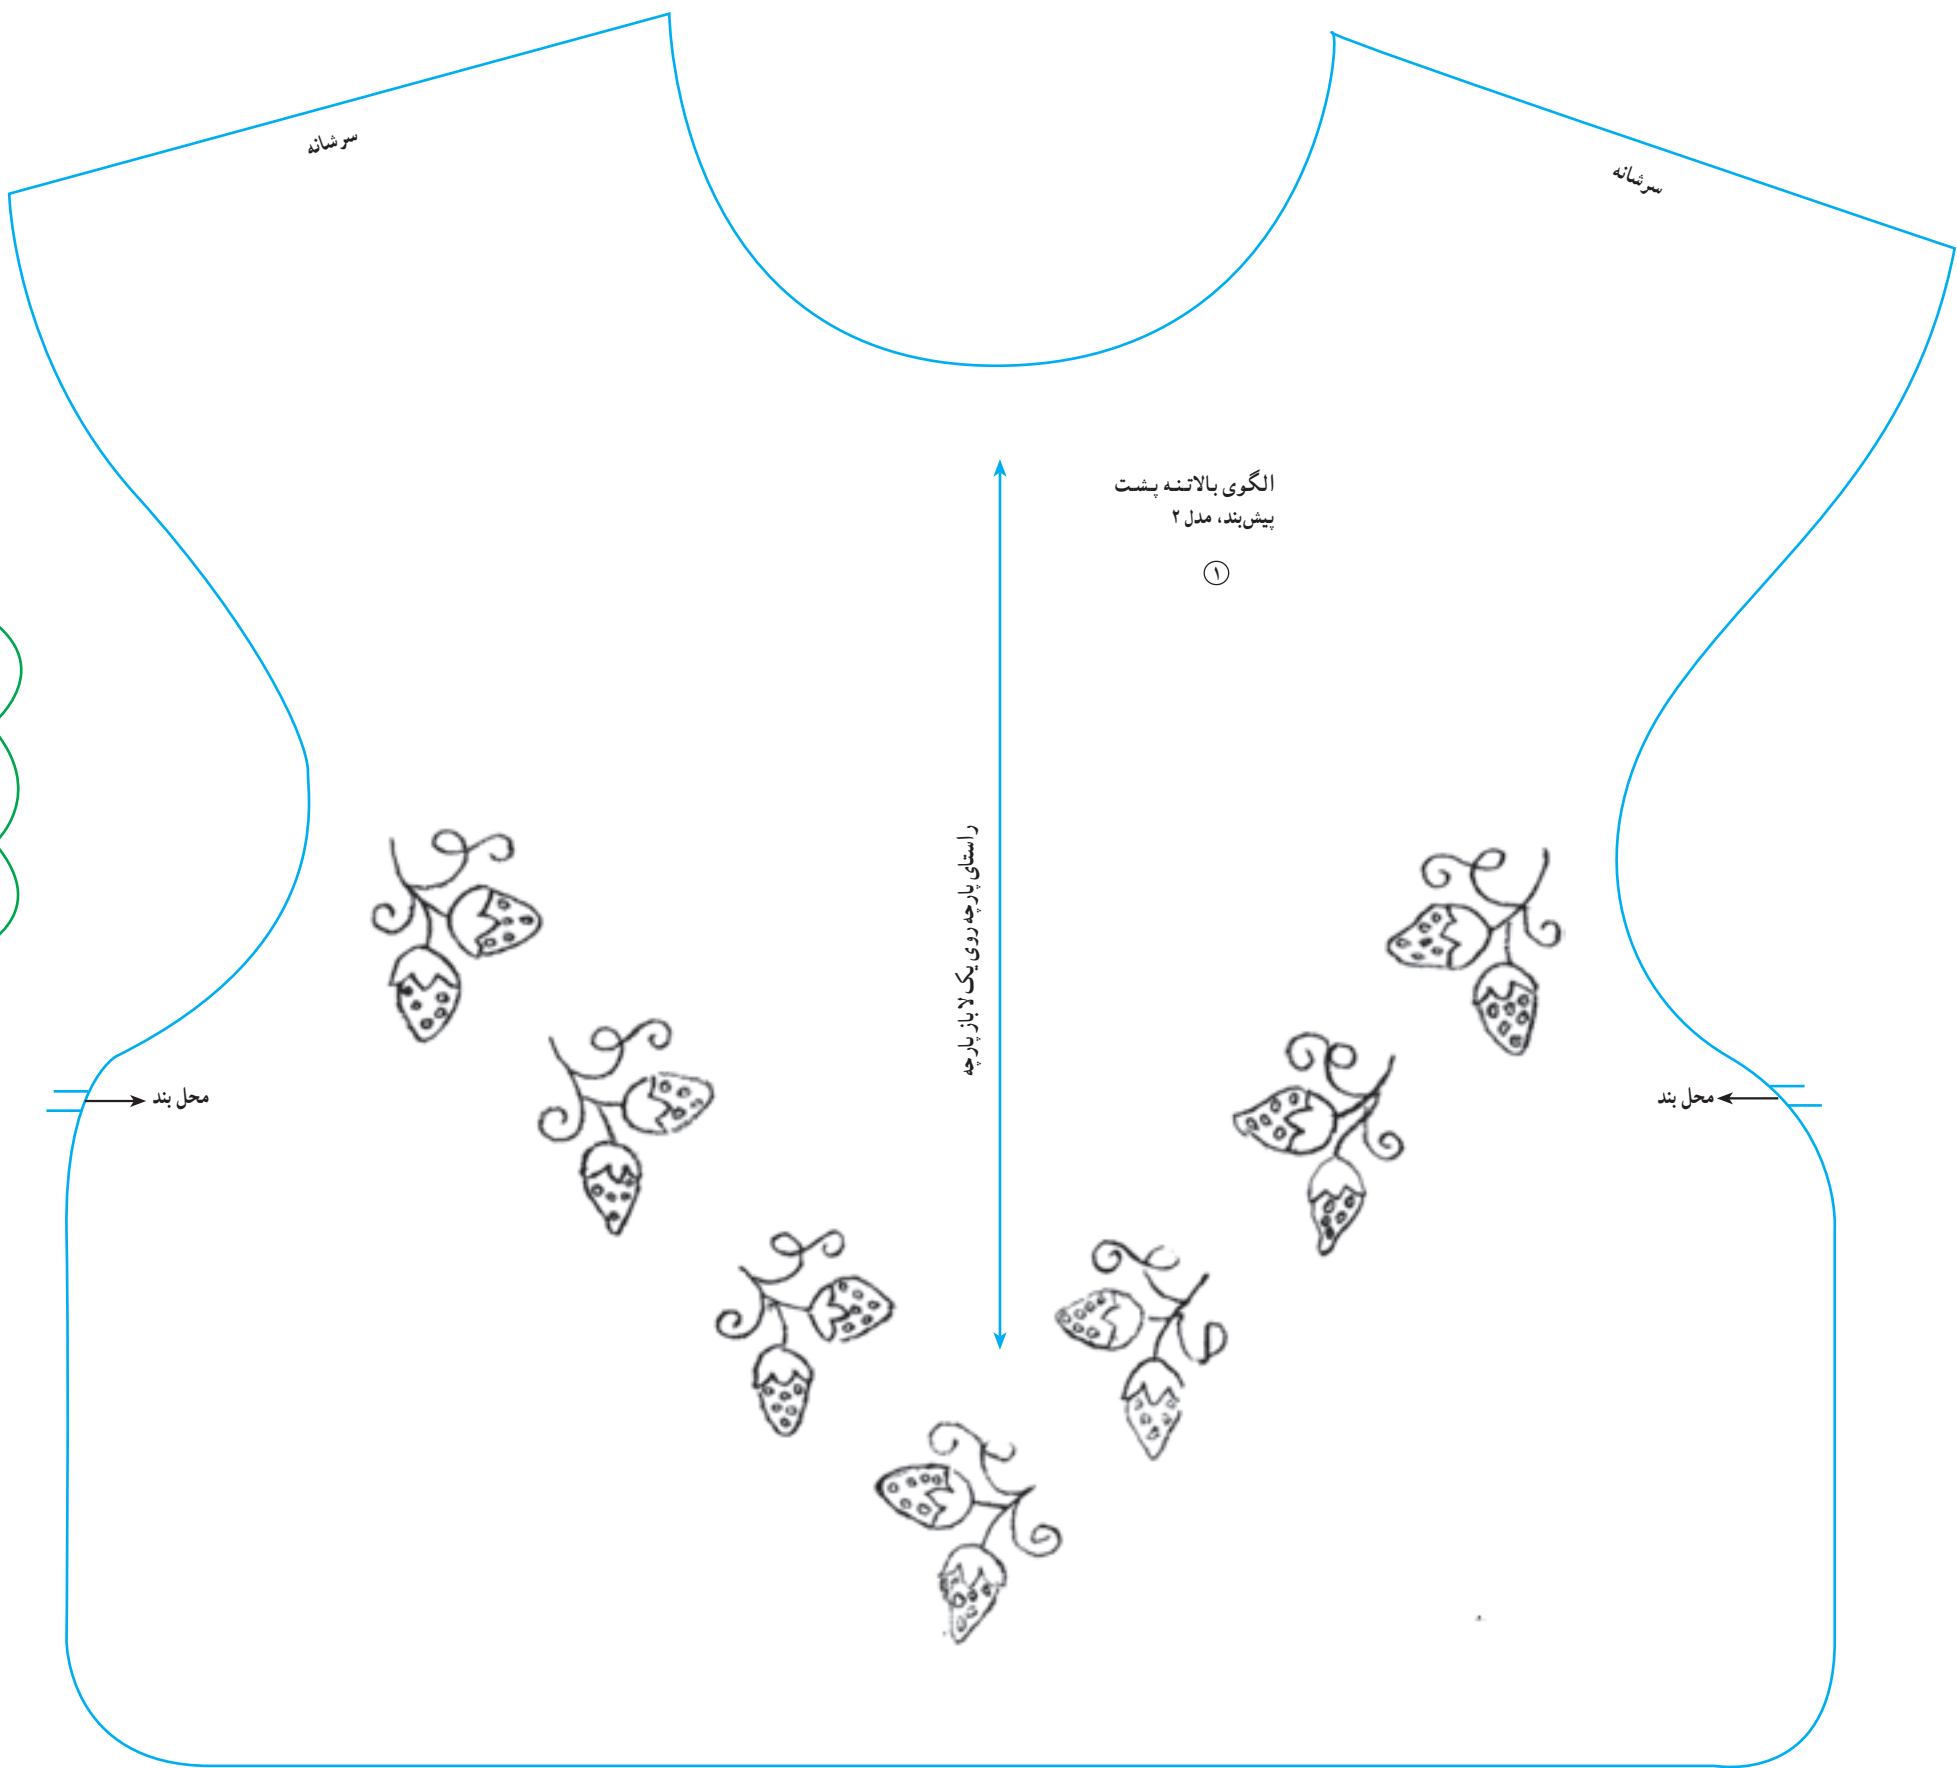 سرشانه
سرشانه
الگوی بالاتنه پشت
پیش‌بند، مدل ۲
۱
راستای پارچه روی یک لا باز پارچه
محل بند
محل بند